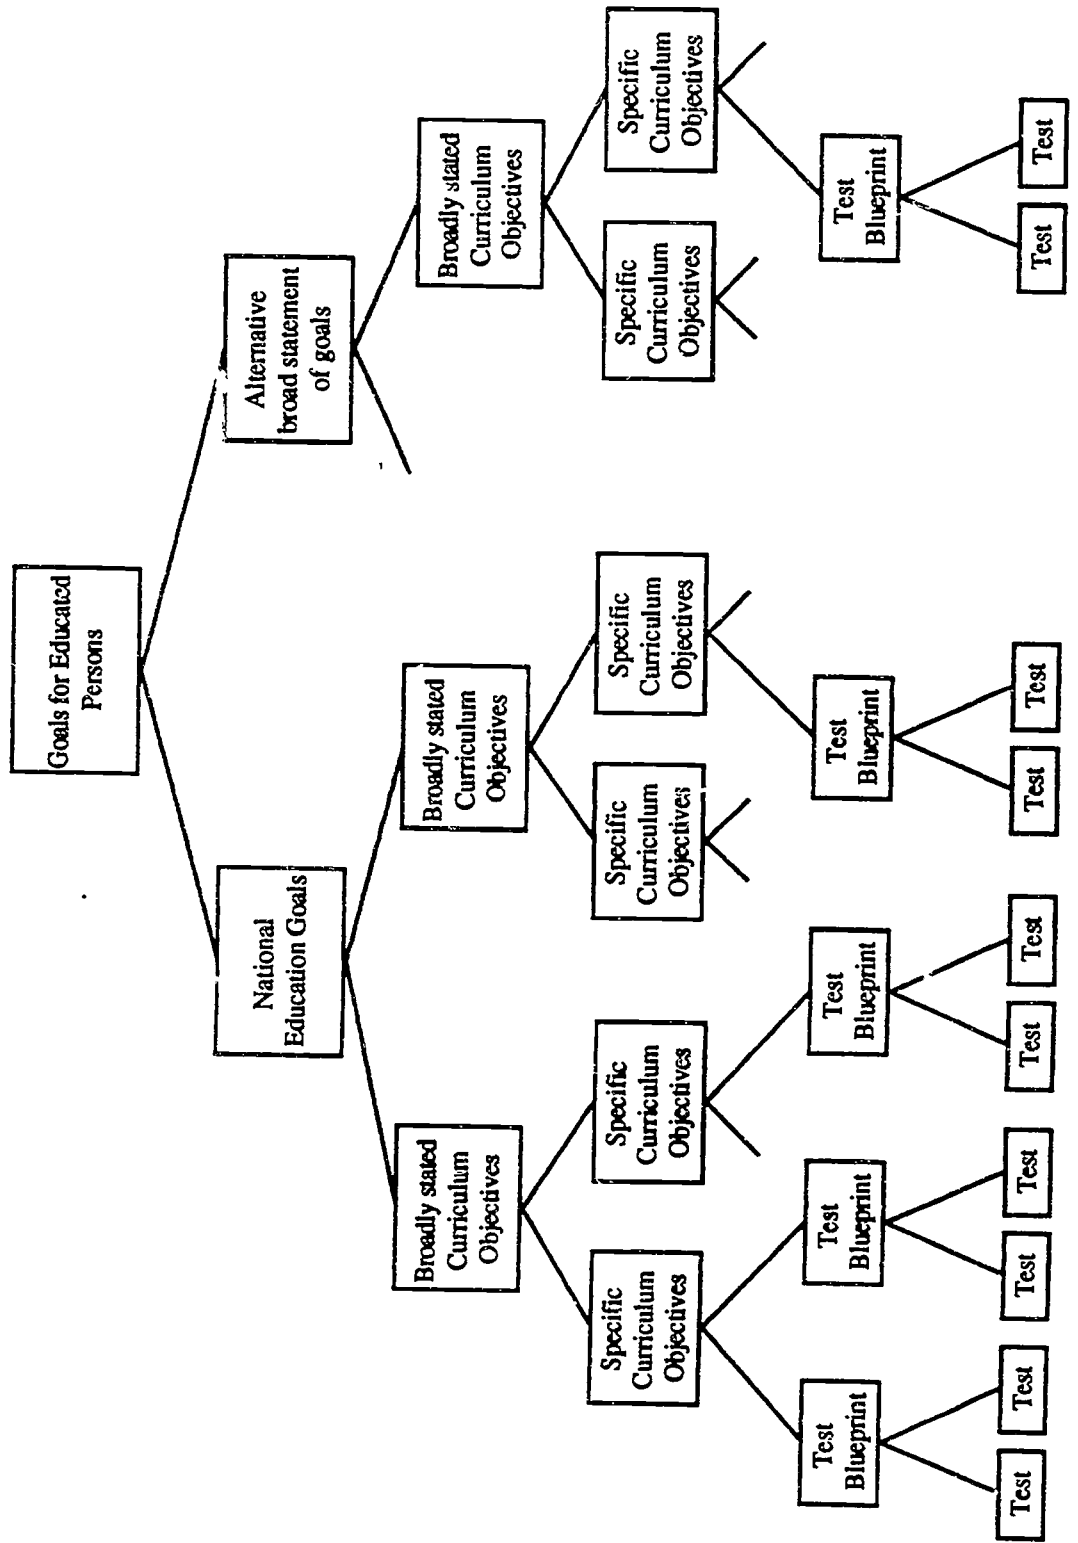 Goals for Educated
Persons
National
Education Goals
Alternative
broad statement
of goals
Broadly stated
Curriculum
Objectives
Broadly stated
Curriculum
Objectives
Broadly stated
Curriculum
Objectives
Specific
Curriculum
Objectives
Specific
Curriculum
Objectives
Specific
Curriculum
Objectives
Specific
Curriculum
Objectives
Specific
Curriculum
Objectives
Specific
Curriculum
Objectives
Test
Blueprint
Test
Blueprint
Test
Blueprint
Test
Blueprint
Test
Blueprint
Test
Test
Test
Test
Test
Test
Test
Test
Test
Test